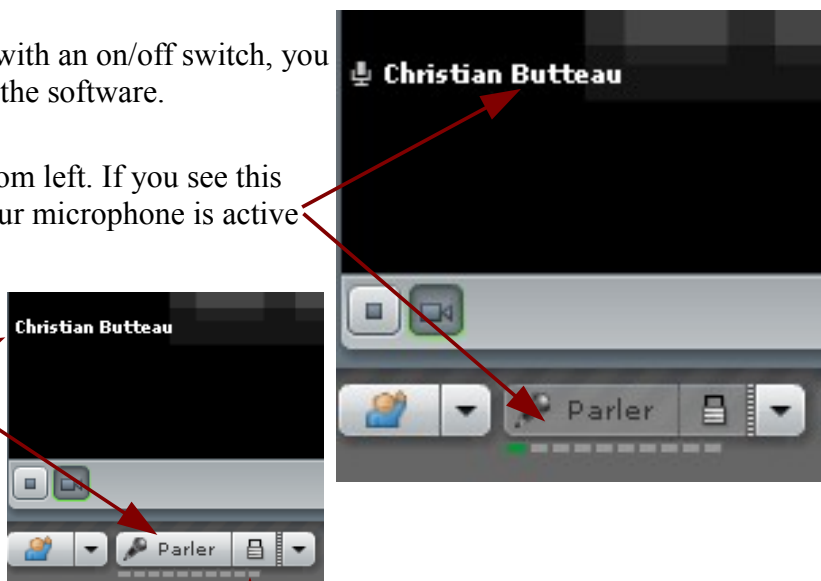 with an on/off switch, you
the software.
Christian Butteau
om left. If you see this
ur microphone is active
Parler
Christian Butteau
Parler